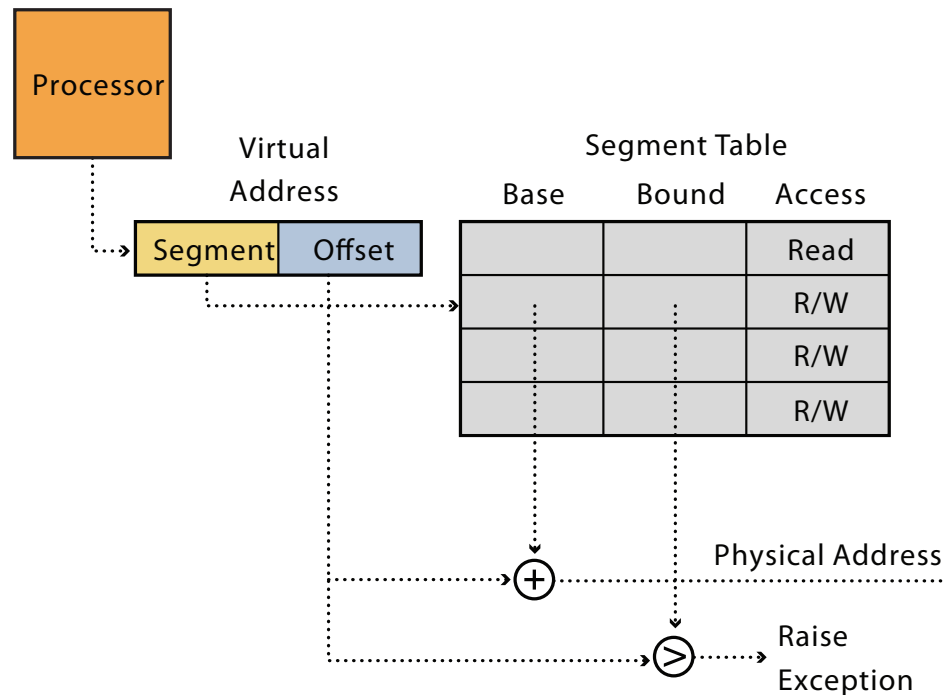 Processor
Virtual
Address
Segment Table
Base Bound Access
Segment Offset
Read
R/W
R/W
R/W
+
Physical Address
>
Raise
Exception